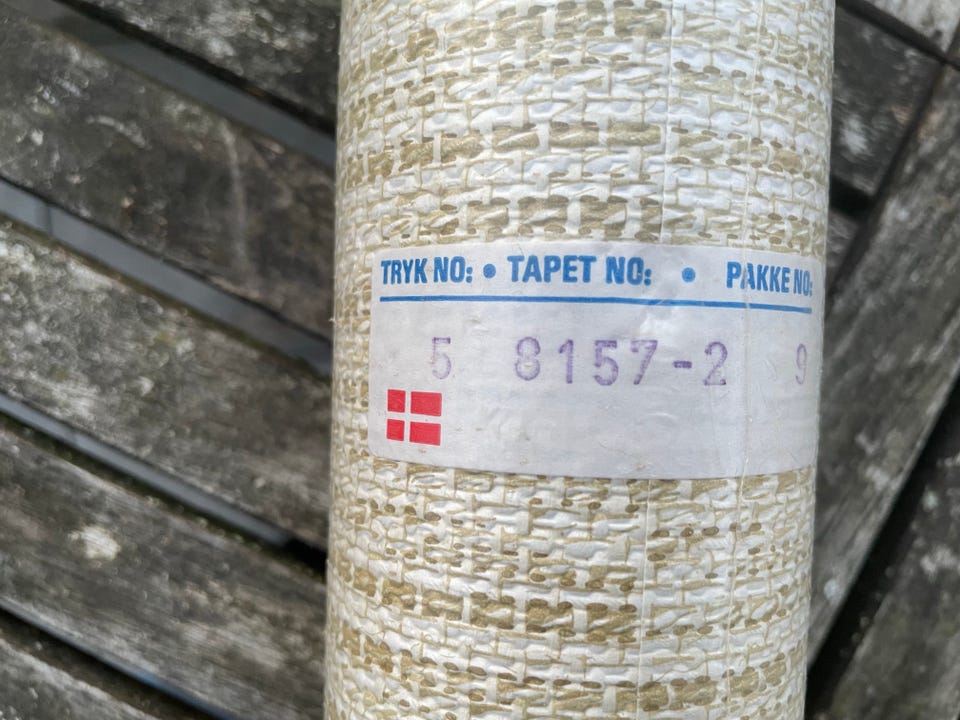 TRYK NO: • TAPET NO: • PAKKE NO:
5 8157-2 9